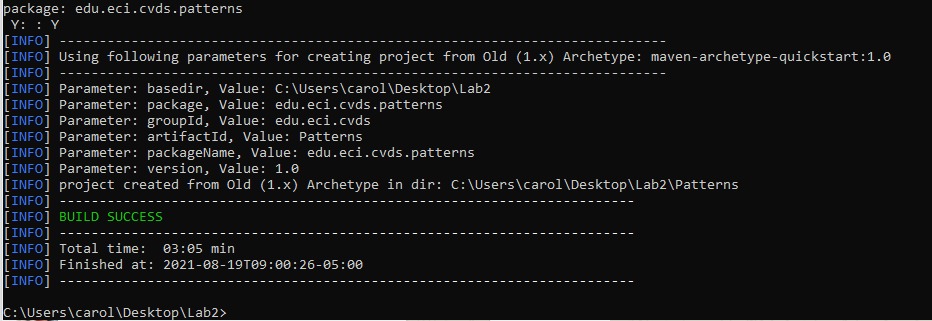 package: edu.eci.cvds.patterns
 Y: : Y
[INFO] ---------------------------------------------------------------------------
[INFO] Using following parameters for creating project from Old (1.x) Archetype: maven-archetype-quickstart:1.0
[INFO] ---------------------------------------------------------------------------
[INFO] Parameter: basedir, Value: C:\Users\carol\Desktop\Lab2
[INFO] Parameter: package, Value: edu.eci.cvds.patterns
[INFO] Parameter: groupId, Value: edu.eci.cvds
[INFO] Parameter: artifactId, Value: Patterns
[INFO] Parameter: packageName, Value: edu.eci.cvds.patterns
[INFO] Parameter: version, Value: 1.0
[INFO] project created from Old (1.x) Archetype in dir: C:\Users\carol\Desktop\Lab2\Patterns
[INFO] ------------------------------------------------------------------------
[INFO] BUILD SUCCESS
[INFO] ------------------------------------------------------------------------
[INFO] Total time:  03:05 min
[INFO] Finished at: 2021-08-19T09:00:26-05:00
[INFO] ------------------------------------------------------------------------
C:\Users\carol\Desktop\Lab2>